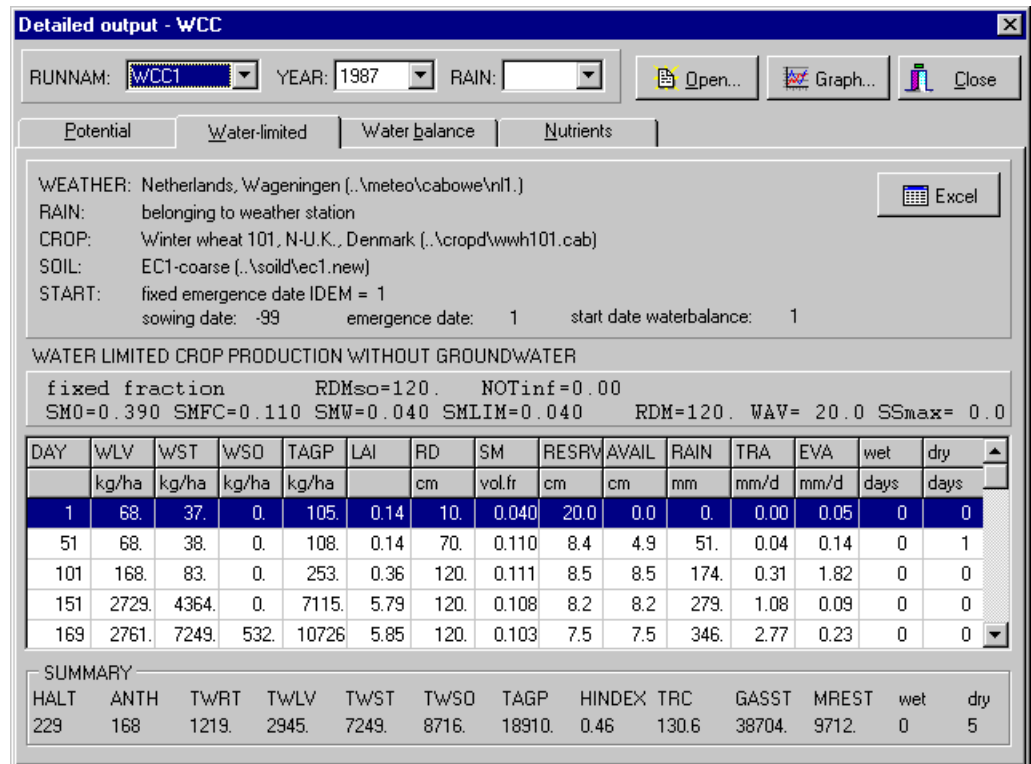 Detailed output - WCC
RUNNAM: WCC1 YEAR: 1987 RAIN: Open... Graph... Close
Potential Water-limited Water balance Nutrients
WEATHER: Netherlands, Wageningen (..\meteo\cabowe\nl1.)
Excel
RAIN: belonging to weather station
CROP: Winter wheat 101, N-U.K., Denmark (..\cropd\wwh101.cab)
SOIL: EC1-coarse (..\soild\ec1.new)
START: fixed emergence date IDEM = 1
sowing date: -99 emergence date: 1 start date waterbalance: 1
WATER LIMITED CROP PRODUCTION WITHOUT GROUNDWATER
fixed fraction RDMso=120. NOTinf=0.00
SM0=0.390 SMFC=0.110 SMW=0.040 SMLIM=0.040 RDM=120. WAV= 20.0 SSmax= 0.0
DAY WLV WST WSO TAGP LAI RD SM RESRV AVAIL RAIN TRA EVA wet dry
kg/ha kg/ha kg/ha kg/ha cm vol.fr cm cm mm mm/d mm/d days days
1 68. 37. 0. 105. 0.14 10. 0.040 20.0 0.0 0. 0.00 0.05 0 0
51 68. 38. 0. 108. 0.14 70. 0.110 8.4 4.9 51. 0.04 0.14 0 1
101 168. 83. 0. 253. 0.36 120. 0.111 8.5 8.5 174. 0.31 1.82 0 0
151 2729. 4364. 0. 7115. 5.79 120. 0.108 8.2 8.2 279. 1.08 0.09 0 0
169 2761. 7249. 532. 10726 5.85 120. 0.103 7.5 7.5 346. 2.77 0.23 0 0
SUMMARY
HALT ANTH TWRT TWLV TWST TWSO TAGP HINDEX TRC GASST MREST wet dry
229 168 1219. 2945. 7249. 8716. 18910. 0.46 130.6 38704. 9712. 0 5